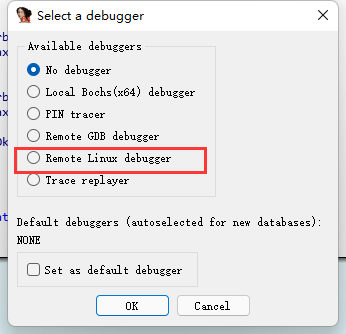 Select a debugger
Available debuggers
No debugger
Local Bochs(x64) debugger
PIN tracer
Remote GDB debugger
Remote Linux debugger
Trace replayer
Default debuggers (autoselected for new databases):
NONE
Set as default debugger
OK
Cancel